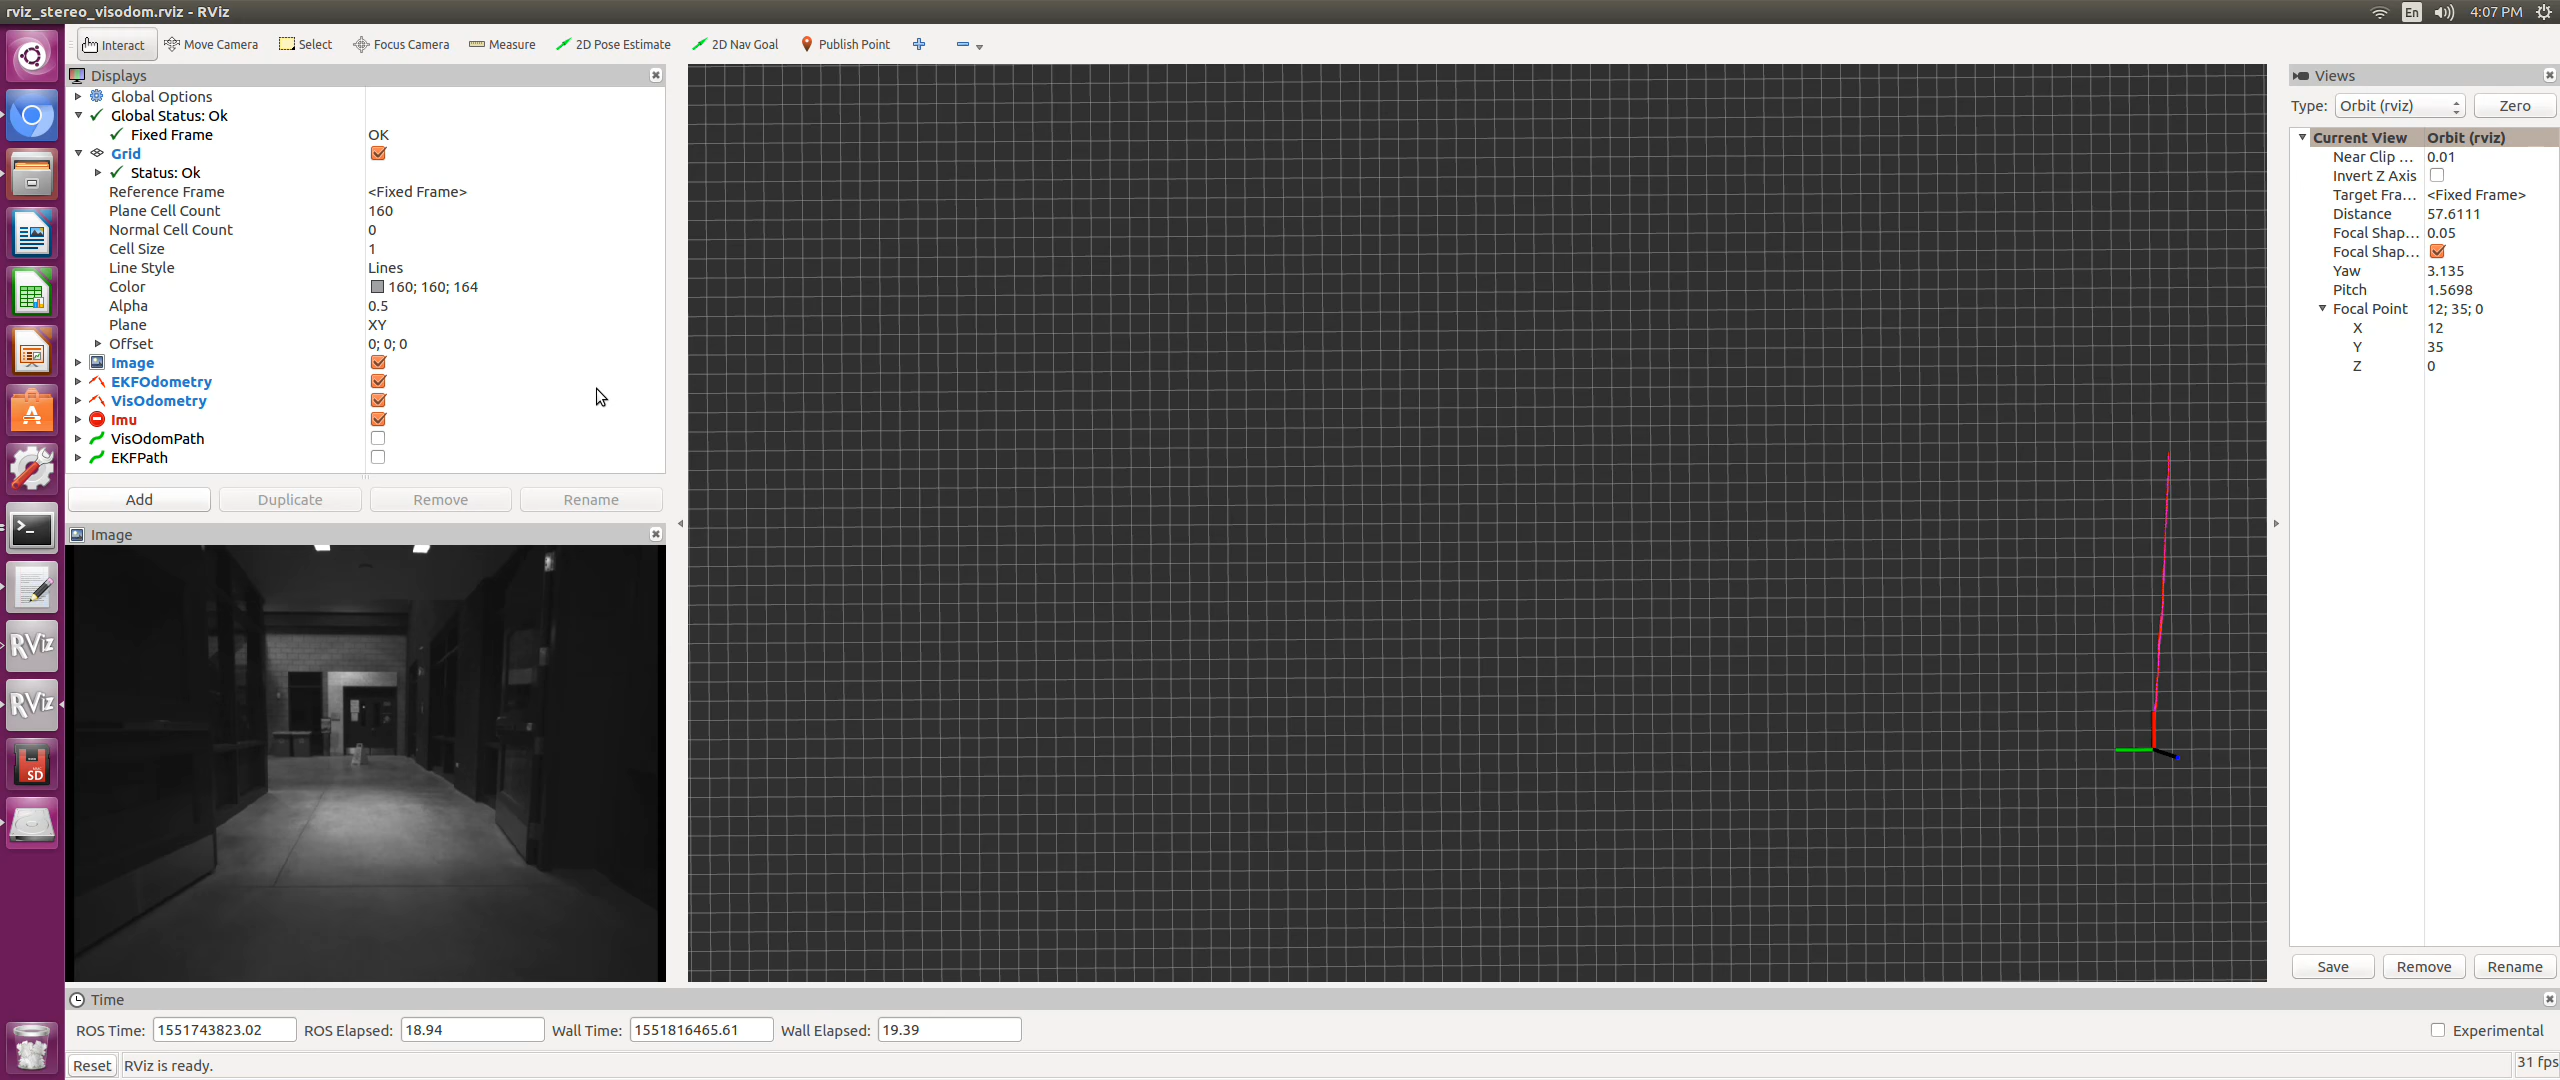 rviz_stereo_visodom.rviz - RViz
En
4:07 PM
Interact
Move Camera
Select
Focus Camera
Measure
2D Pose Estimate
2D Nav Goal
Publish Point
Displays
Global Options
Global Status: Ok
Fixed Frame OK
Grid
Status: Ok
Reference Frame <Fixed Frame>
Plane Cell Count 160
Normal Cell Count 0
Cell Size 1
Line Style Lines
Color 160; 160; 164
Alpha 0.5
Plane XY
Offset 0; 0; 0
Image
EKFOdometry
VisOdometry
Imu
VisOdomPath
EKFPath
Add Duplicate Remove Rename
Image
RViz
RViz
SD
Views
Type: Orbit (rviz) Zero
Current View Orbit (rviz)
Near Clip ... 0.01
Invert Z Axis
Target Fra... <Fixed Frame>
Distance 57.6111
Focal Shap... 0.05
Focal Shap...
Yaw 3.135
Pitch 1.5698
Focal Point 12; 35; 0
X 12
Y 35
Z 0
Save Remove Rename
Time
ROS Time: 1551743823.02 ROS Elapsed: 18.94 Wall Time: 1551816465.61 Wall Elapsed: 19.39
Experimental
Reset RViz is ready.
31 fps